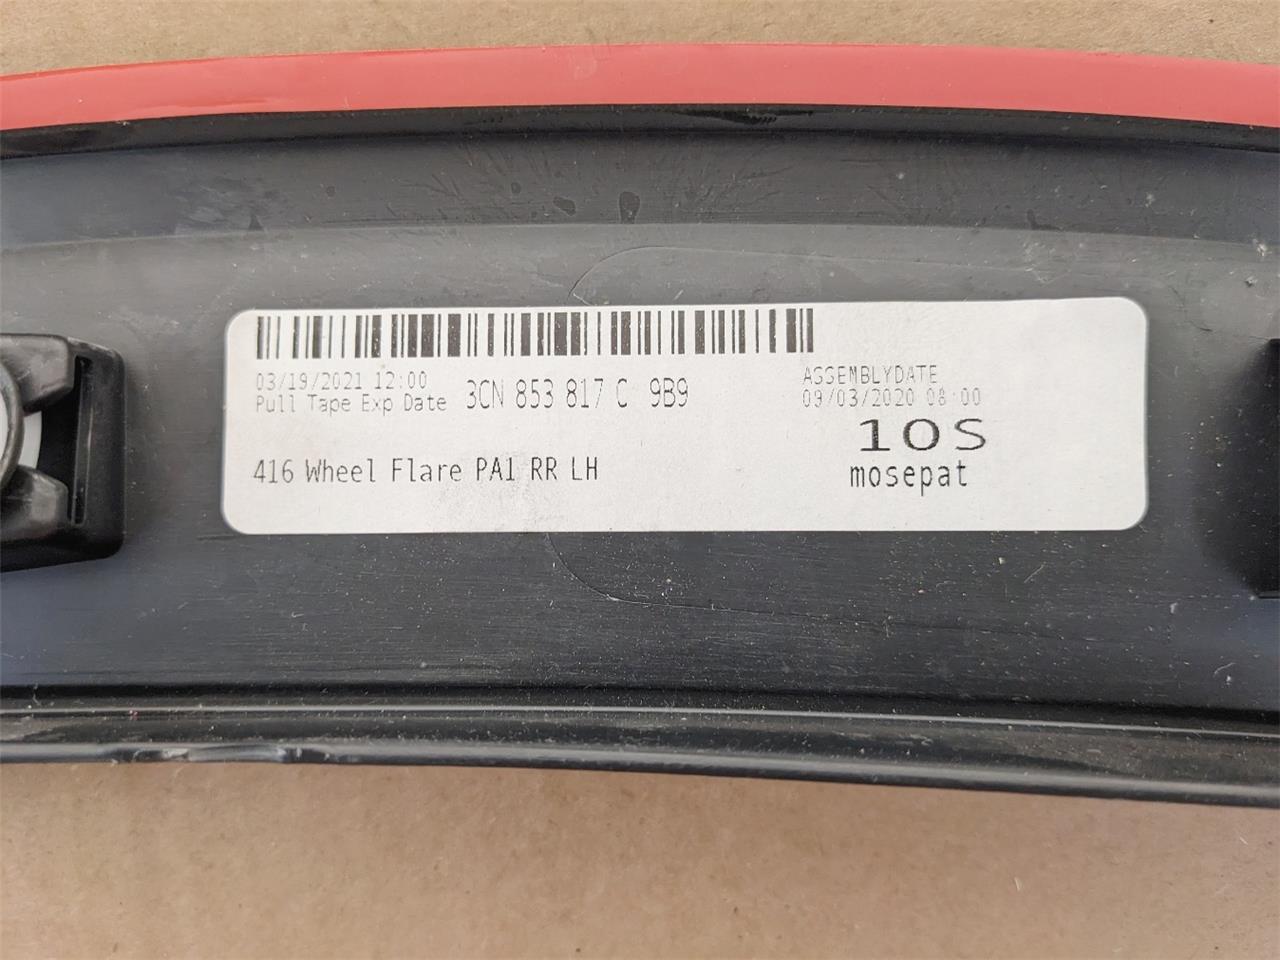 03/19/2021 12:00
Pull Tape Exp Date
3CN 853 817 C 9B9
ASSEMBLYDATE
09/03/2020 08:00
10S
mosepat
416 Wheel Flare PA1 RR LH